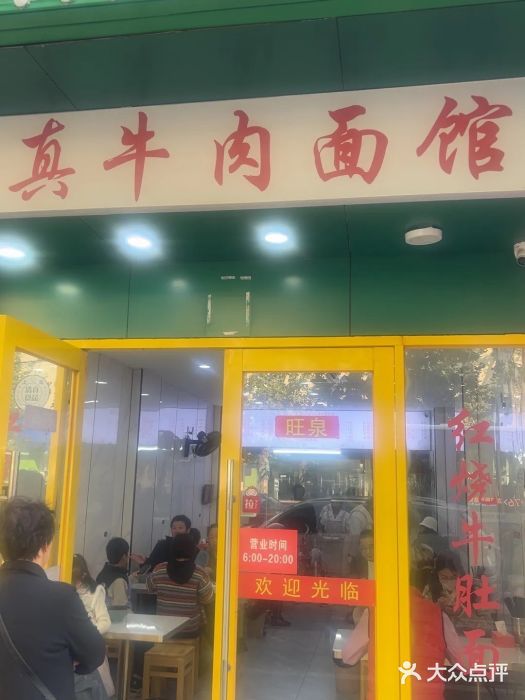 真牛肉面馆
旺泉
拉
营业时间
6:00-20:00
欢迎光临
红烧牛肚面
大众点评